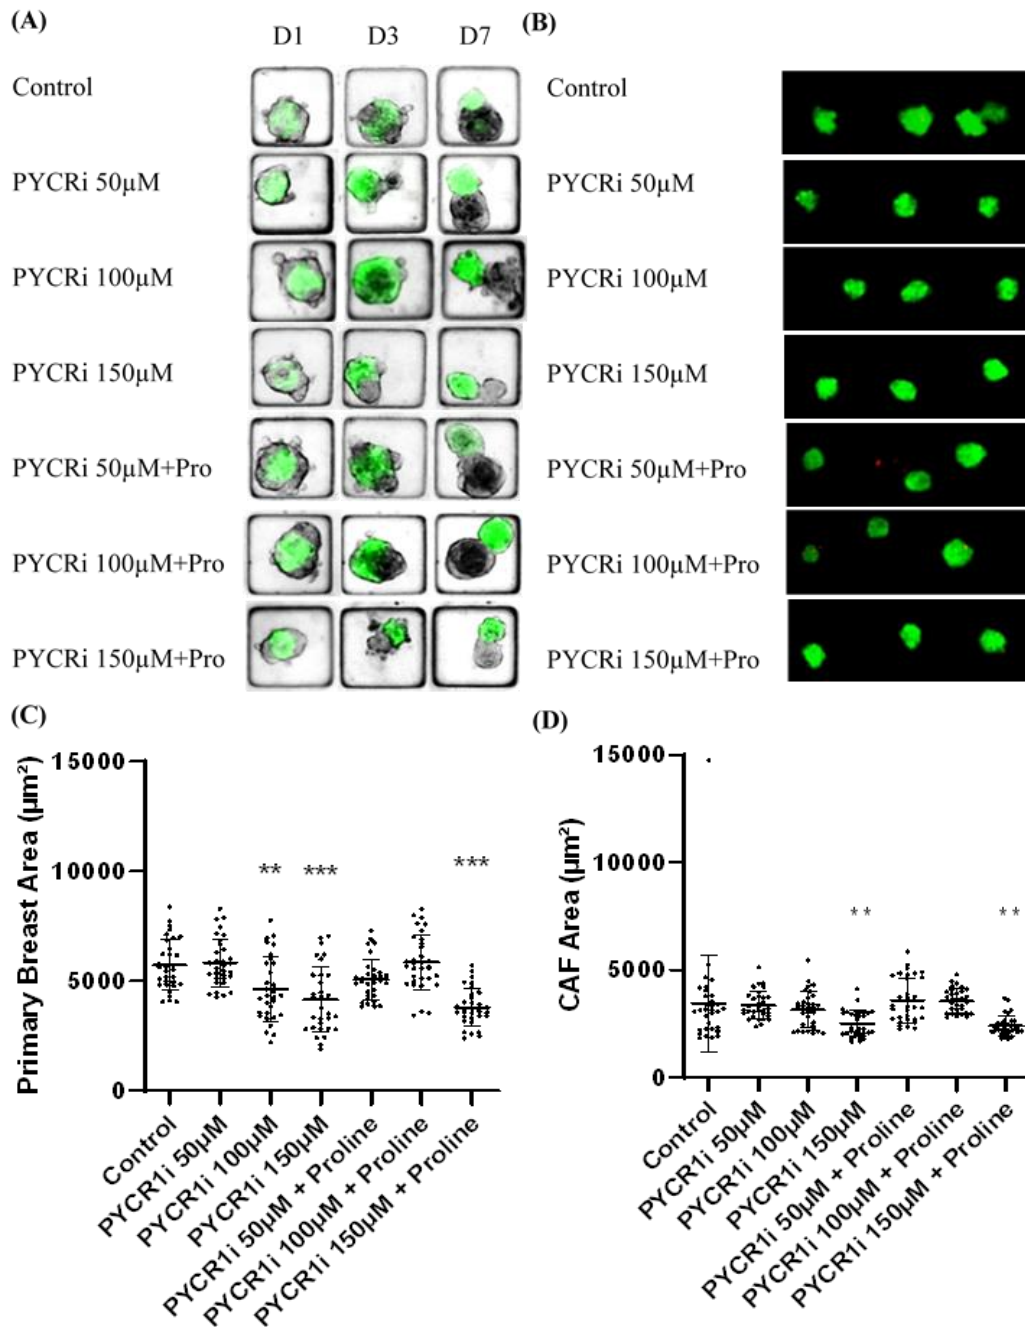 (A)
D1 D3 D7
Control
PYCRi 50µM
PYCRi 100µM
PYCRi 150µM
PYCRi 50µM+Pro
PYCRi 100µM+Pro
PYCRi 150µM+Pro
(B)
Control
PYCRi 50µM
PYCRi 100µM
PYCRi 150µM
PYCRi 50µM+Pro
PYCRi 100µM+Pro
PYCRi 150µM+Pro
(C)
Primary Breast Area (µm²)
15000
10000
5000
0
** *** ***
Control
PYCR1i 50µM
PYCR1i 100µM
PYCR1i 150µM
PYCR1i 50µM + Proline
PYCR1i 100µM + Proline
PYCR1i 150µM + Proline
(D)
CAF Area (µm²)
15000
10000
5000
0
** **
Control
PYCR1i 50µM
PYCR1i 100µM
PYCR1i 150µM
PYCR1i 50µM + Proline
PYCR1i 100µM + Proline
PYCR1i 150µM + Proline